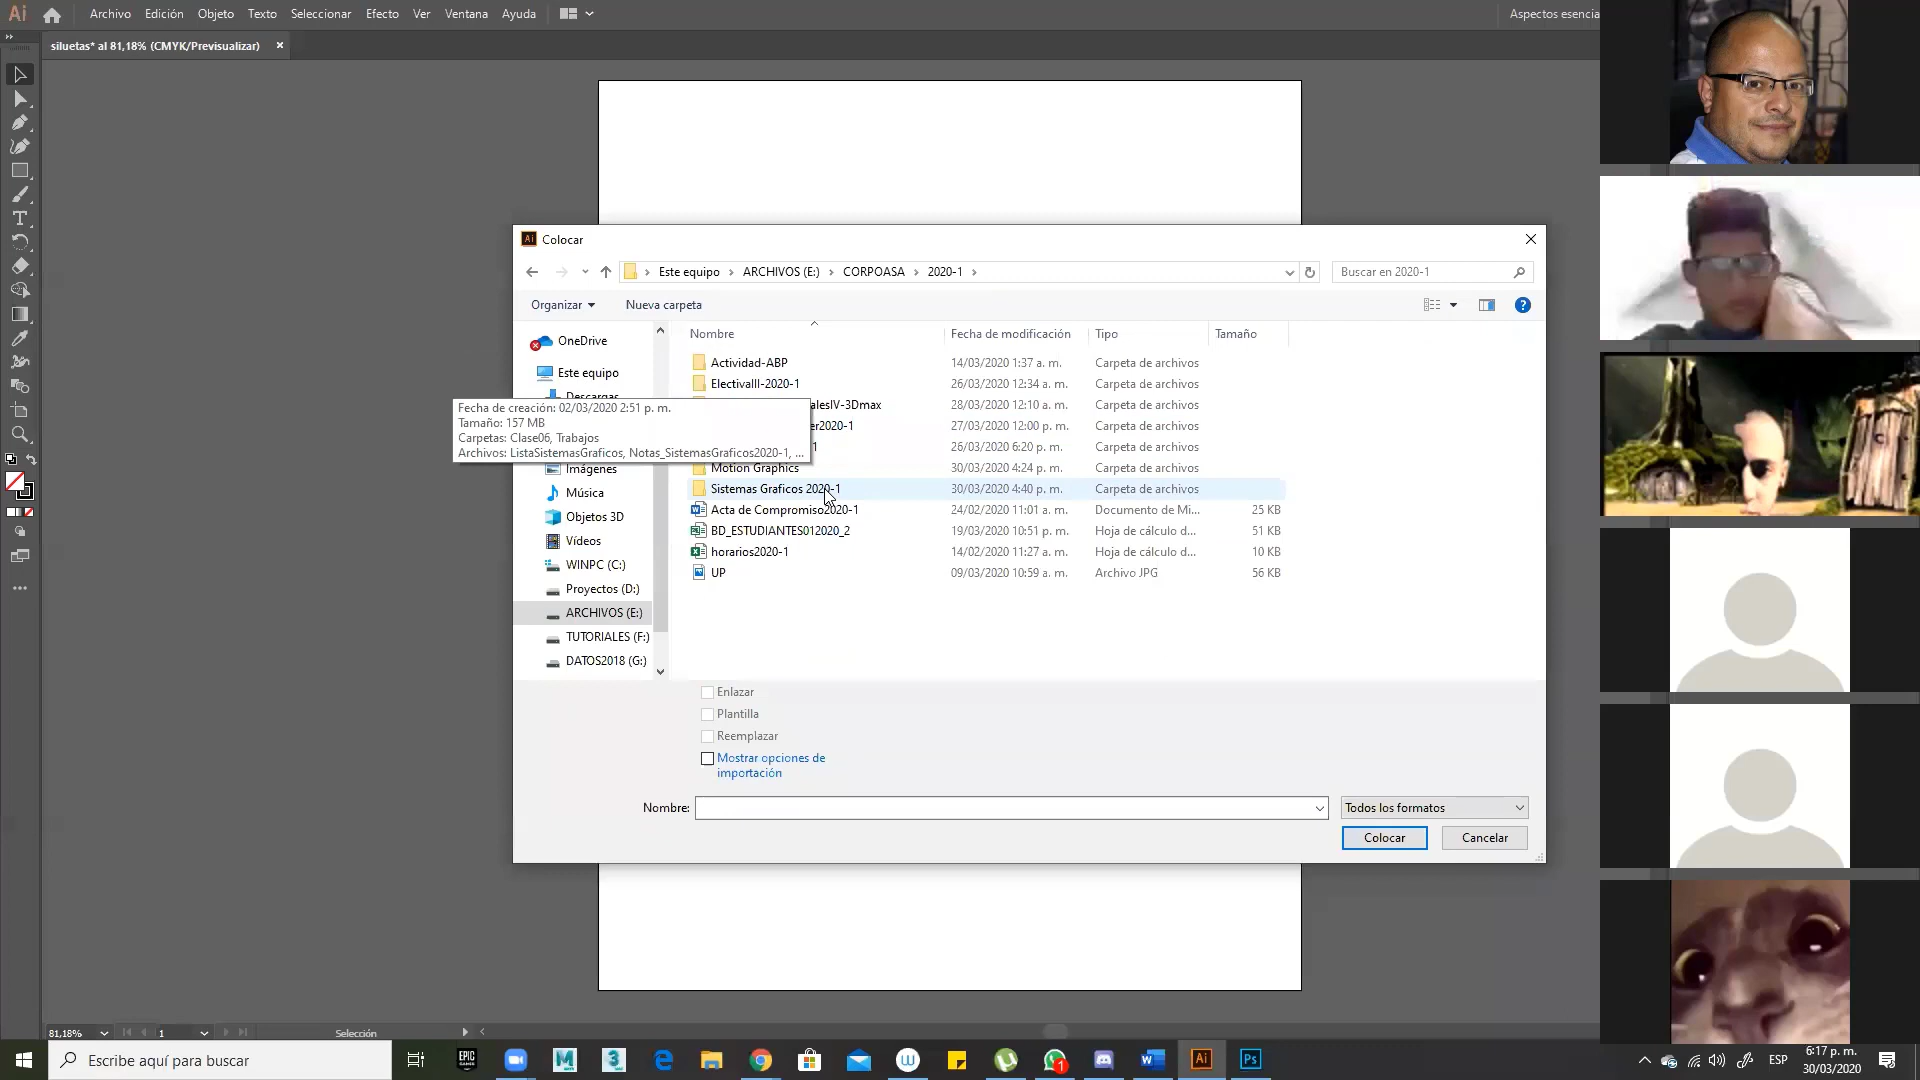 Ai Archivo Edición Objeto Texto Seleccionar Efecto Ver Ventana Ayuda
Aspectos esencia
siluetas* al 81,18% (CMYK/Previsualizar) ×
Ai Colocar
Este equipo > ARCHIVOS (E:) > CORPOASA > 2020-1 >
Buscar en 2020-1
Organizar
Nueva carpeta
Nombre Fecha de modificación Tipo Tamaño
OneDrive
Este equipo
Descargas
Imágenes
Música
Objetos 3D
Vídeos
WINPC (C:)
Proyectos (D:)
ARCHIVOS (E:)
TUTORIALES (F:)
DATOS2018 (G:)
Actividad-ABP 14/03/2020 1:37 a. m. Carpeta de archivos
ElectivaIII-2020-1 26/03/2020 12:34 a. m. Carpeta de archivos
alesIV-3Dmax 28/03/2020 12:10 a. m. Carpeta de archivos
er2020-1 27/03/2020 12:00 p. m. Carpeta de archivos
1 26/03/2020 6:20 p. m. Carpeta de archivos
Motion Graphics 30/03/2020 4:24 p. m. Carpeta de archivos
Sistemas Graficos 2020-1 30/03/2020 4:40 p. m. Carpeta de archivos
Acta de Compromiso2020-1 24/02/2020 11:01 a. m. Documento de Mi... 25 KB
BD_ESTUDIANTES012020_2 19/03/2020 10:51 p. m. Hoja de cálculo d... 51 KB
horarios2020-1 14/02/2020 11:27 a. m. Hoja de cálculo d... 10 KB
UP 09/03/2020 10:59 a. m. Archivo JPG 56 KB
Fecha de creación: 02/03/2020 2:51 p. m.
Tamaño: 157 MB
Carpetas: Clase06, Trabajos
Archivos: ListaSistemasGraficos, Notas_SistemasGraficos2020-1, ...
Enlazar
Plantilla
Reemplazar
Mostrar opciones de
importación
Nombre:
Todos los formatos
Colocar Cancelar
81,18% 1 Selección
Escribe aquí para buscar
EPIC GAMES
Ai
Ps
1
ESP
6:17 p. m.
30/03/2020